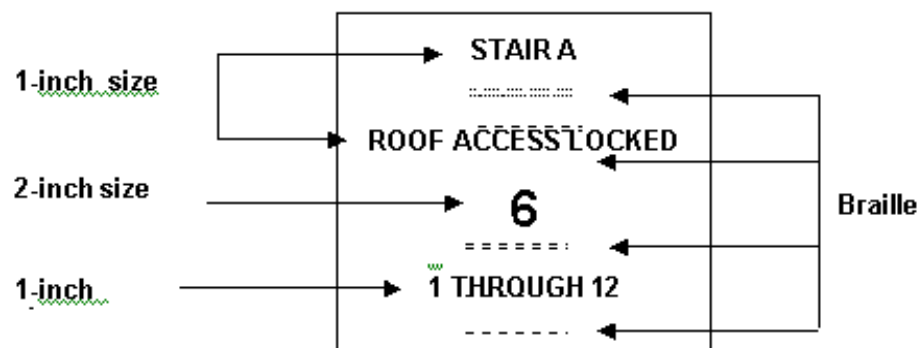 STAIR A
1-inch size
ROOF ACCESS LOCKED
2-inch size
6
Braille
1-inch
1 THROUGH 12